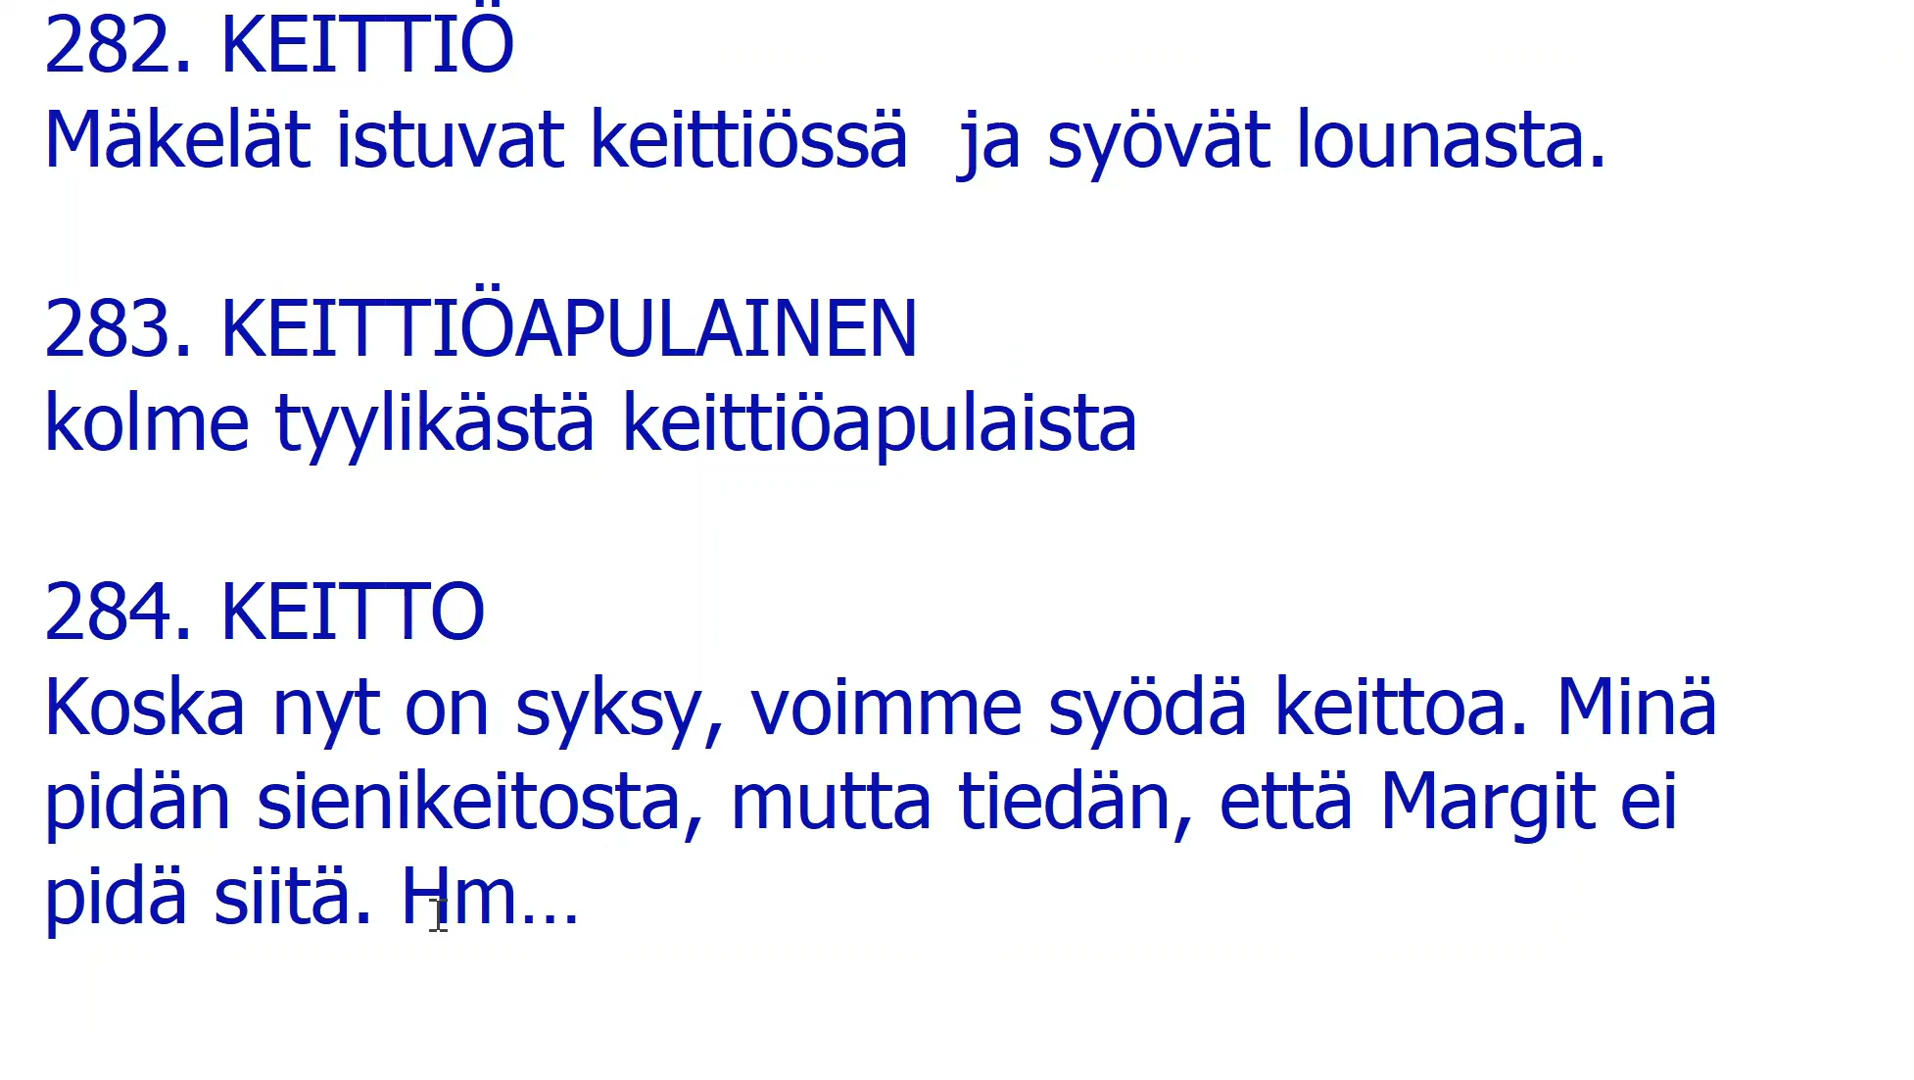 282. KEITTIÖ
Mäkelät istuvat keittiössä  ja syövät lounasta.
283. KEITTIÖAPULAINEN
kolme tyylikästä keittiöapulaista
284. KEITTO
Koska nyt on syksy, voimme syödä keittoa. Minä
pidän sienikeitosta, mutta tiedän, että Margit ei
pidä siitä. Hm...